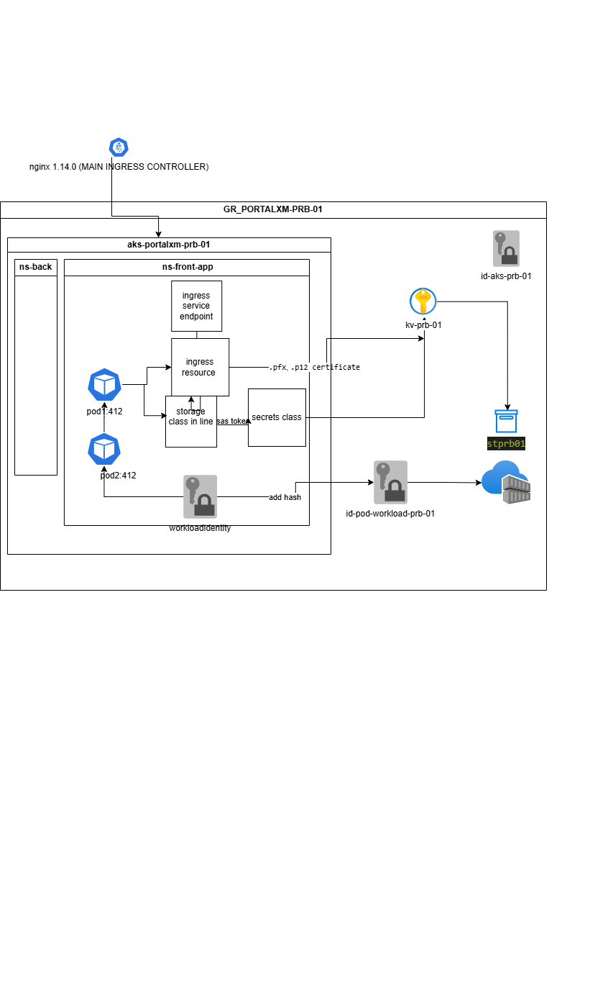 nginx 1.14.0 (MAIN INGRESS CONTROLLER)
GR_PORTALXM-PRB-01
aks-portalxm-prb-01
id-aks-prb-01
ns-back
ns-front-app
ingress
service
endpoint
kv-prb-01
ingress
resource
.pfx, .p12 certificate
pod1:412
storage
class in line
sas token
secrets class
stprb01
pod2:412
add hash
id-pod-workload-prb-01
workloadidentity